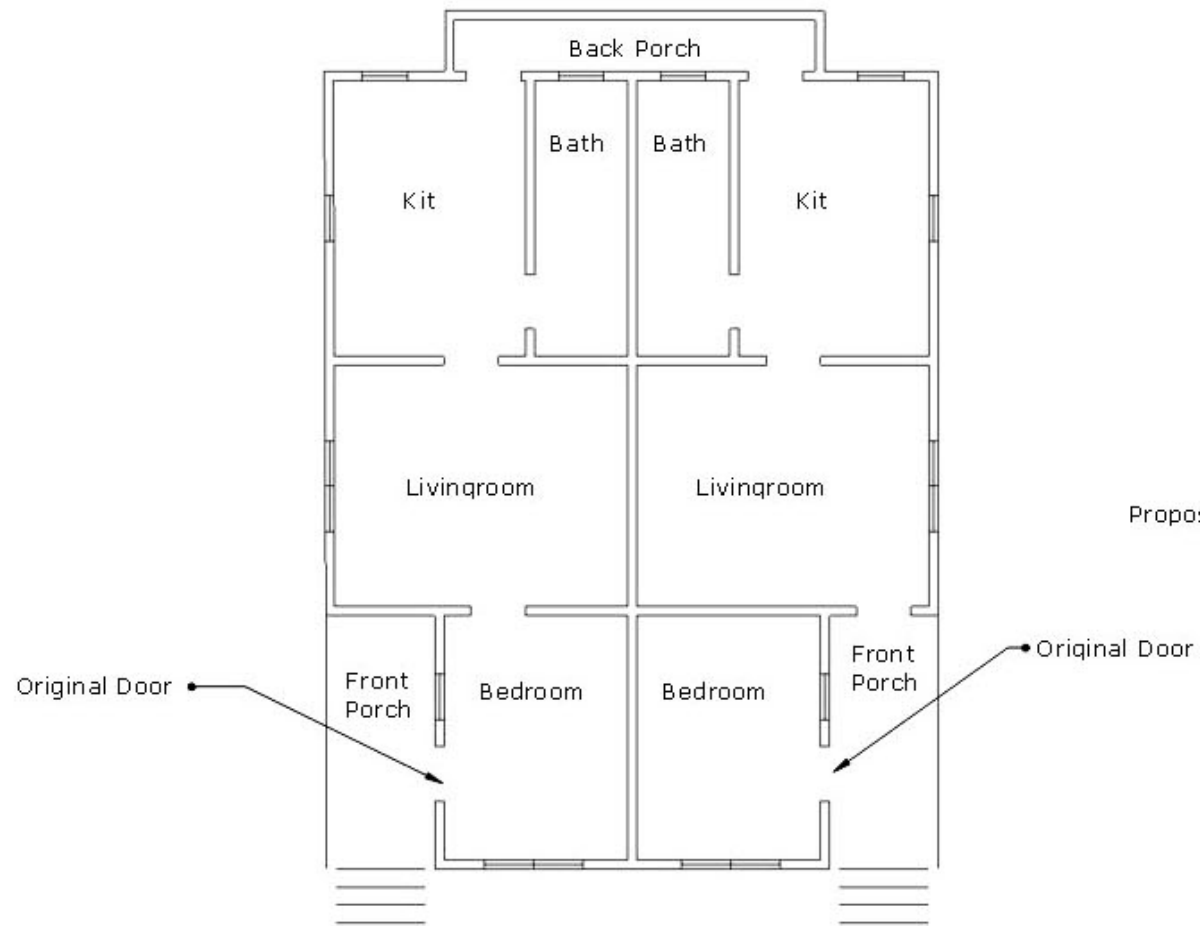 Back Porch
Bath
Bath
Kit
Kit
Livingroom
Livingroom
Original Door
Front
Porch
Bedroom
Bedroom
Front
Porch
Original Door